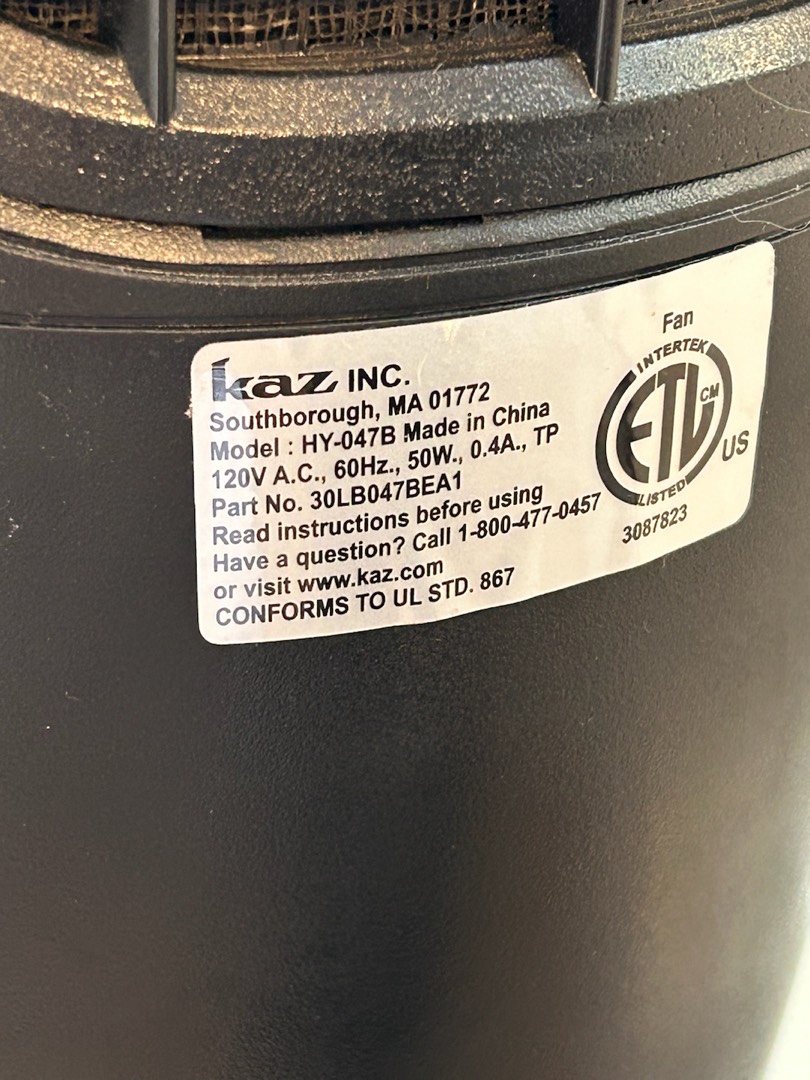 kaz INC.
Southborough, MA 01772
Model : HY-047B Made in China
120V A.C., 60Hz., 50W., 0.4A., TP
Part No. 30LB047BEA1
Read instructions before using
Have a question? Call 1-800-477-0457
or visit www.kaz.com
CONFORMS TO UL STD. 867
Fan
INTERTEK
ETL CM
US
LISTED
3087823